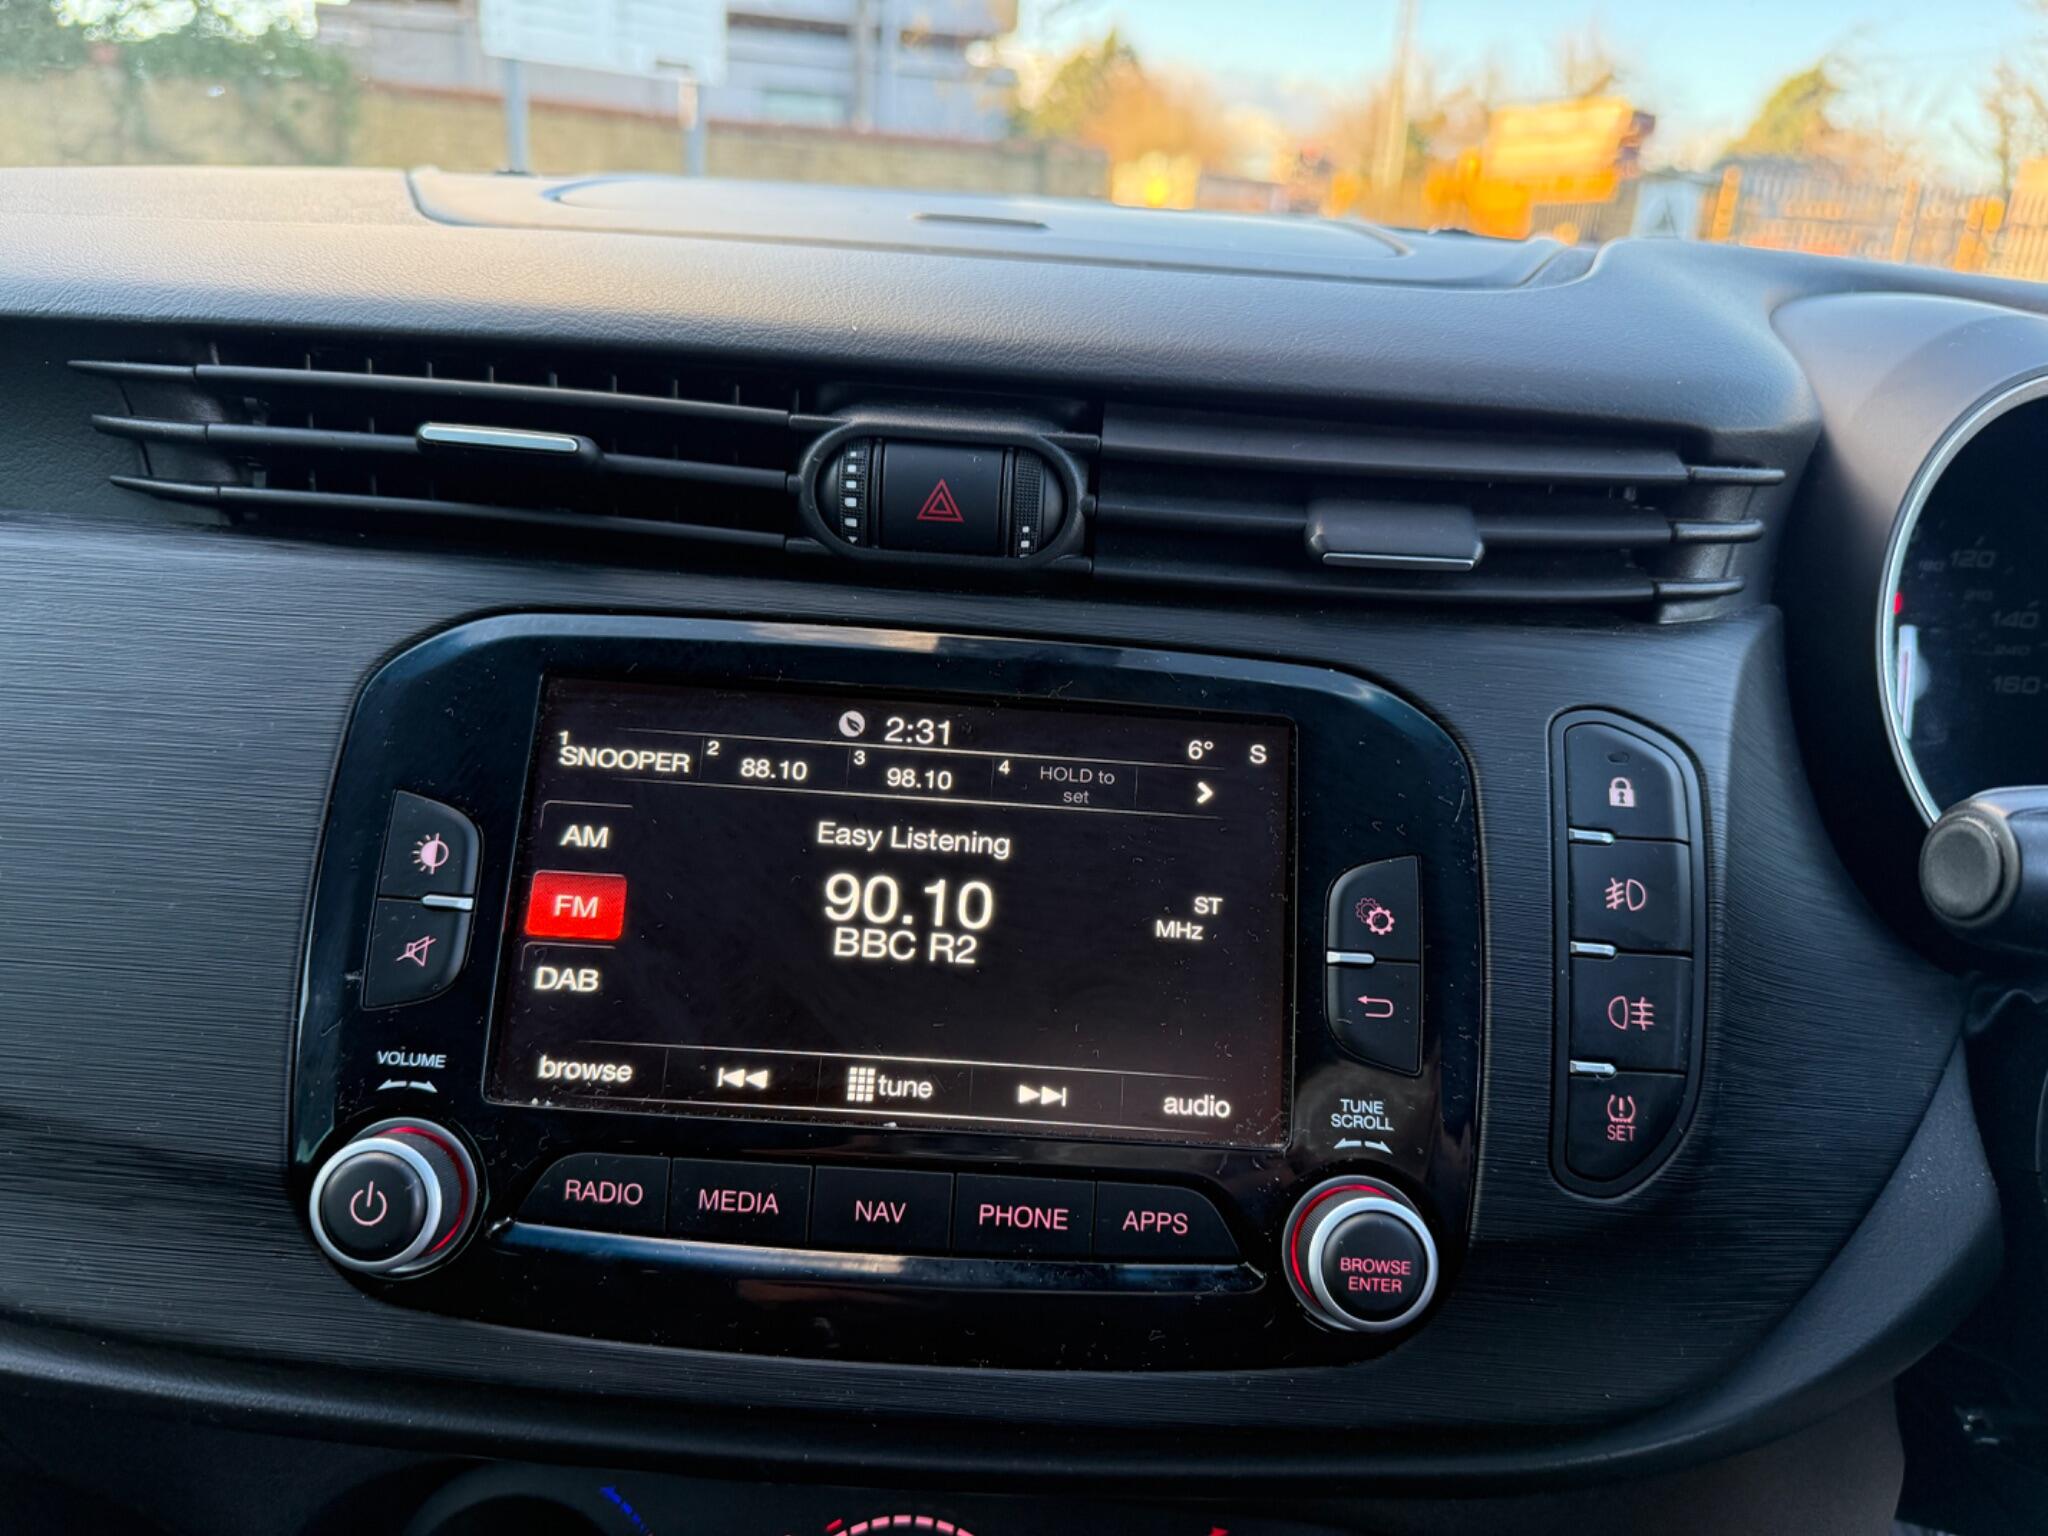 2:31
6° S
1 SNOOPER 2 88.10 3 98.10 4 HOLD to
set
AM
Easy Listening
FM
90.10
ST
MHz
BBC R2
DAB
browse tune audio
VOLUME
TUNE
SCROLL
RADIO MEDIA NAV PHONE APPS
BROWSE
ENTER
SET
120
140
160